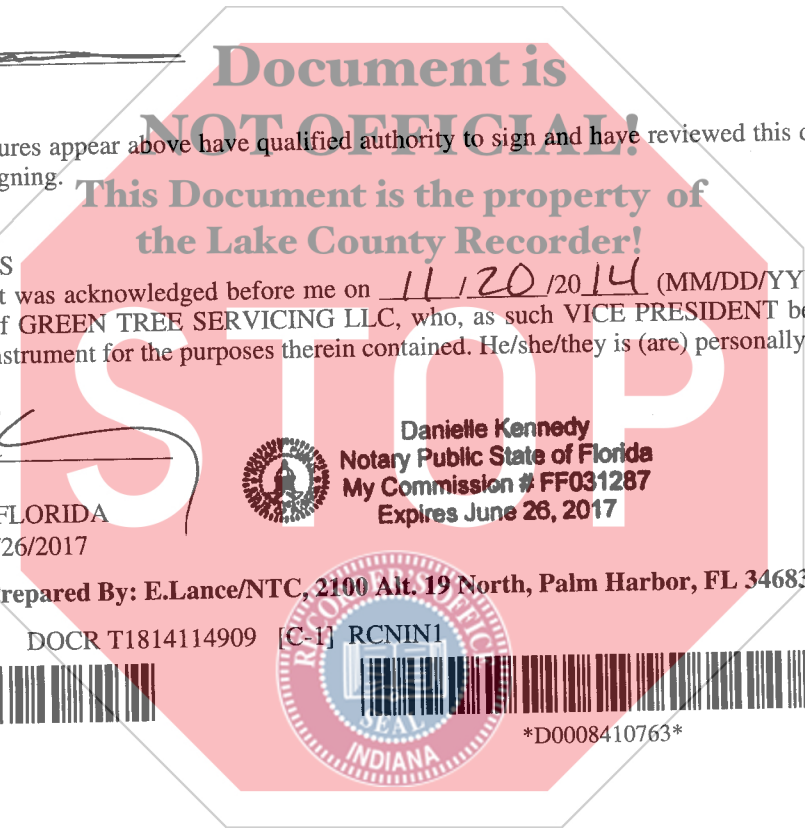 Document is
NOT OFFICIAL!
ures appear above have qualified authority to sign and have reviewed this
gning.
This Document is the property of
the Lake County Recorder!
S
t was acknowledged before me on 11/20/2014 (MM/DD/YY
f GREEN TREE SERVICING LLC, who, as such VICE PRESIDENT be
nstrument for the purposes therein contained. He/she/they is (are) personally
STOP
Danielle Kennedy
Notary Public State of Florida
My Commission # FF031287
Expires June 26, 2017
FLORIDA
/26/2017
repared By: E.Lance/NTC, 2100 Alt. 19 North, Palm Harbor, FL 34683
DOCR T1814114909 [C-1] RCNIN1
RECORDER'S OFFICE
SEAL
INDIANA
*D0008410763*